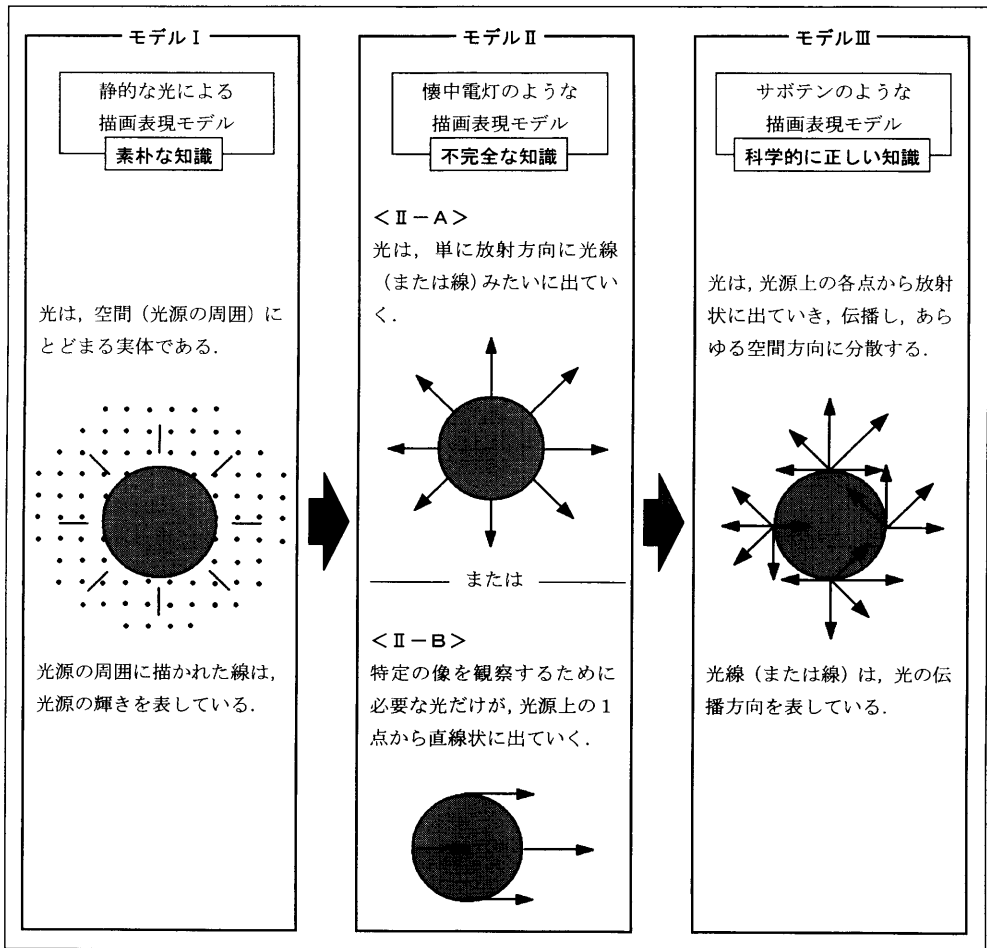 モデルⅠ
静的な光による
描画表現モデル
素朴な知識
光は，空間（光源の周囲）に
とどまる実体である．
光源の周囲に描かれた線は，
光源の輝きを表している．
モデルⅡ
懐中電灯のような
描画表現モデル
不完全な知識
＜Ⅱ－A＞
光は，単に放射方向に光線
（または線）みたいに出てい
く．
または
＜Ⅱ－B＞
特定の像を観察するために
必要な光だけが，光源上の1
点から直線状に出ていく．
モデルⅢ
サボテンのような
描画表現モデル
科学的に正しい知識
光は，光源上の各点から放射
状に出ていき，伝播し，あら
ゆる空間方向に分散する．
光線（または線）は，光の伝
播方向を表している．